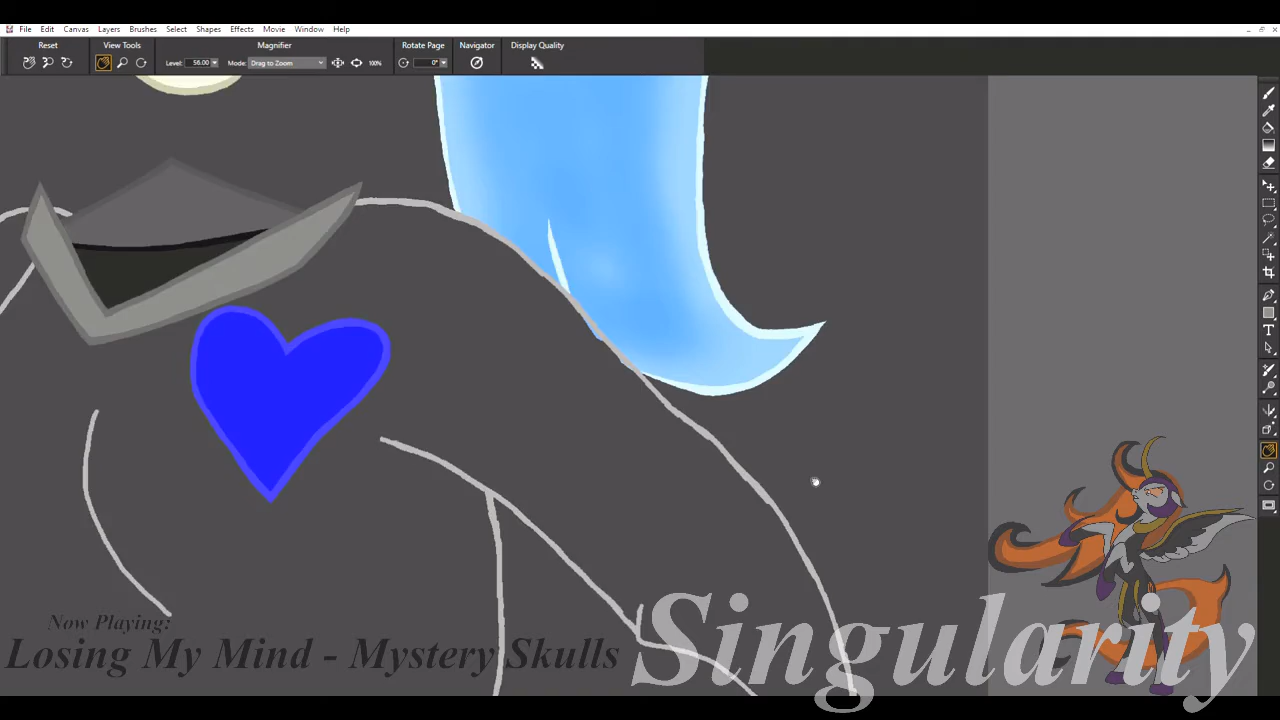 File Edit Canvas Layers Brushes Select Shapes Effects Movie Window Help
Reset View Tools Magnifier Rotate Page Navigator Display Quality
Level: 56.00 Mode: Drag to Zoom 100% 0°
Now Playing:
Losing My Mind - Mystery Skulls
Singularity